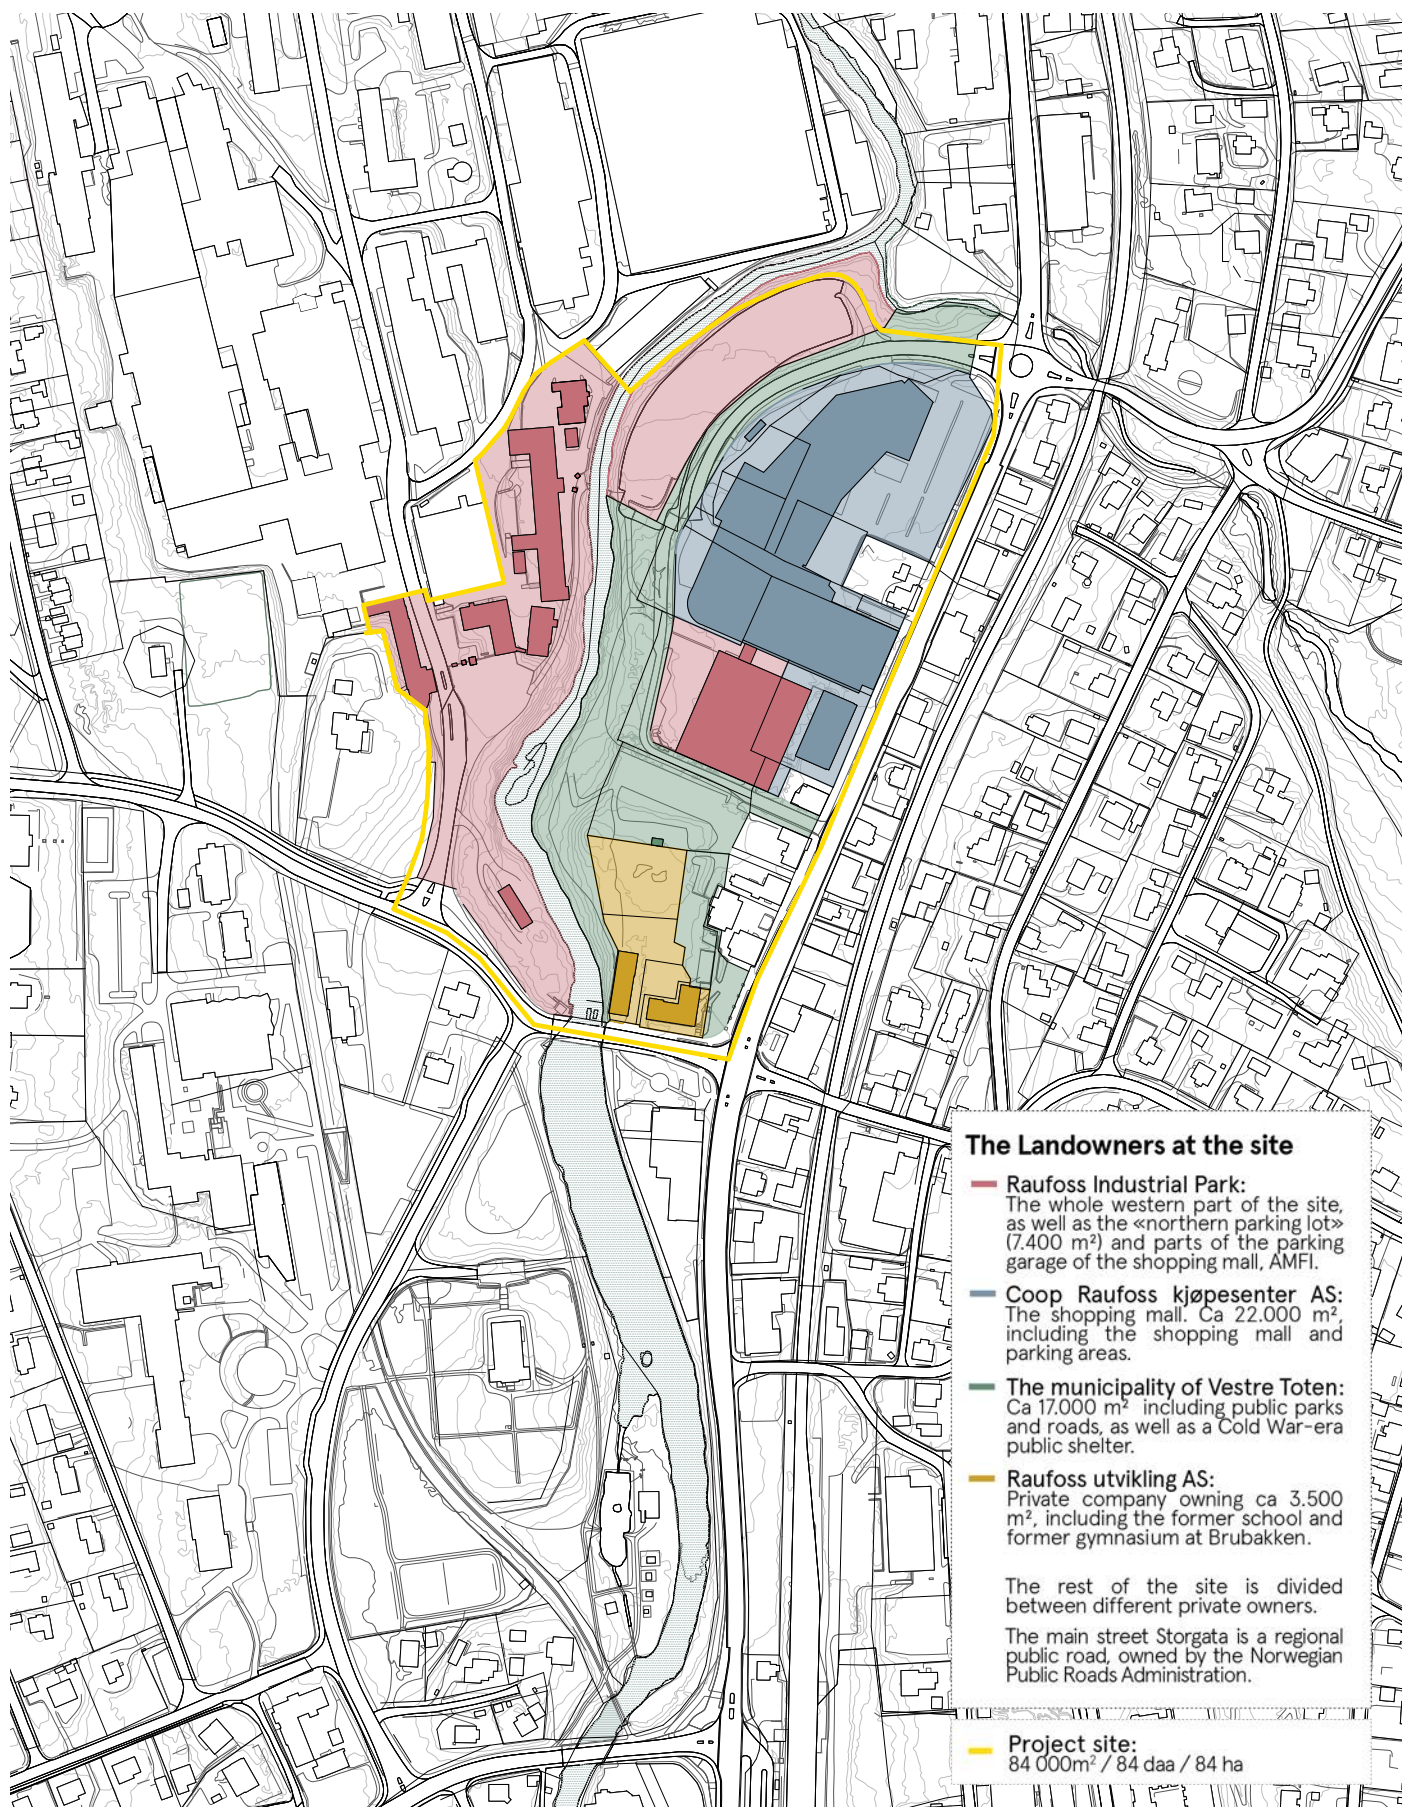 The Landowners at the site
Raufoss Industrial Park:
The whole western part of the site,
as well as the «northern parking lot»
(7.400 m²) and parts of the parking
garage of the shopping mall, AMFI.
Coop Raufoss kjøpesenter AS:
The shopping mall. Ca 22.000 m²,
including the shopping mall and
parking areas.
The municipality of Vestre Toten:
Ca 17.000 m² including public parks
and roads, as well as a Cold War-era
public shelter.
Raufoss utvikling AS:
Private company owning ca 3.500
m², including the former school and
former gymnasium at Brubakken.
The rest of the site is divided
between different private owners.
The main street Storgata is a regional
public road, owned by the Norwegian
Public Roads Administration.
Project site:
84 000m² / 84 daa / 84 ha